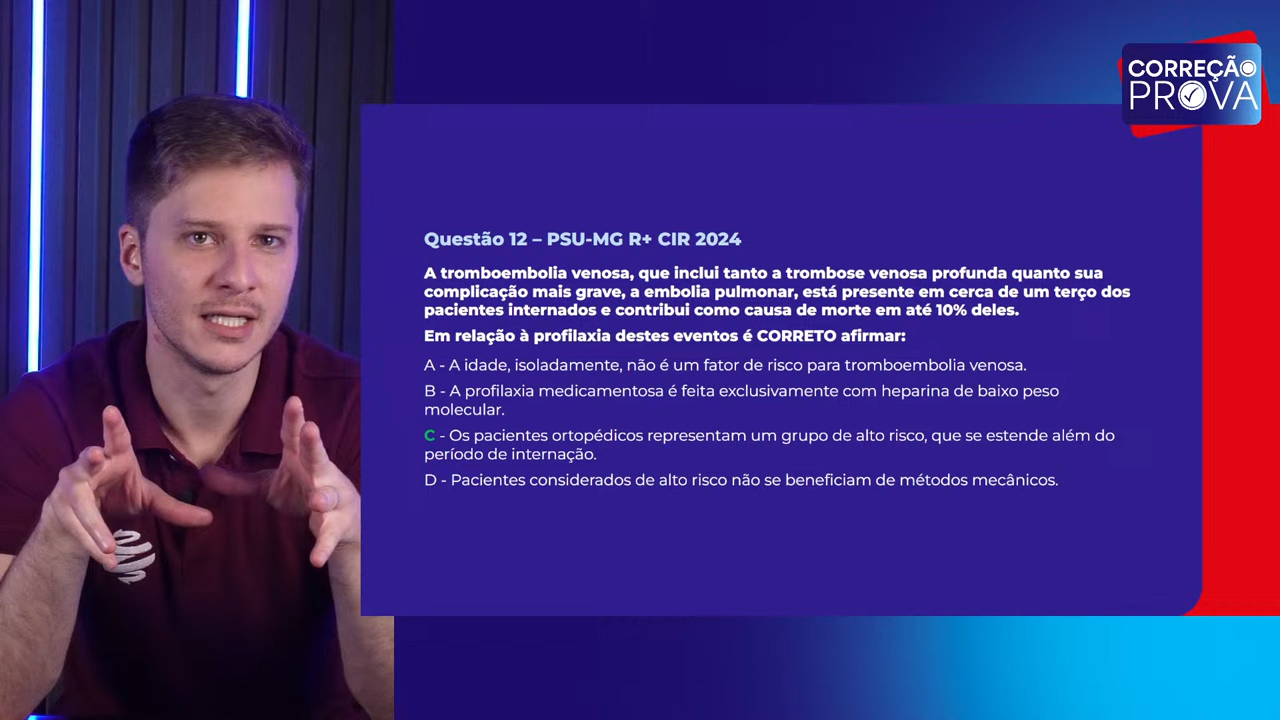 CORREÇÃO
PROVA
Questão 12 – PSU-MG R+ CIR 2024
A tromboembolia venosa, que inclui tanto a trombose venosa profunda quanto sua
complicação mais grave, a embolia pulmonar, está presente em cerca de um terço dos
pacientes internados e contribui como causa de morte em até 10% deles.
Em relação à profilaxia destes eventos é CORRETO afirmar:
A - A idade, isoladamente, não é um fator de risco para tromboembolia venosa.
B - A profilaxia medicamentosa é feita exclusivamente com heparina de baixo peso
molecular.
C - Os pacientes ortopédicos representam um grupo de alto risco, que se estende além do
período de internação.
D - Pacientes considerados de alto risco não se beneficiam de métodos mecânicos.